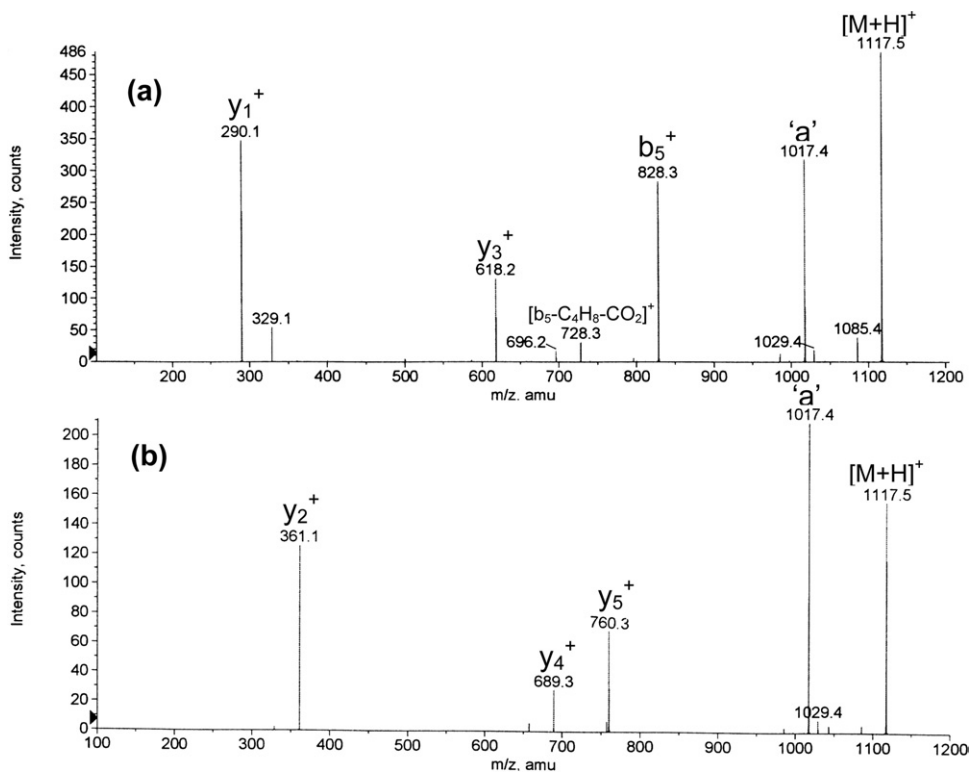 [M+H]+
1117.5
486
450
400
350
300
250
200
150
100
50
0
Intensity, counts
(a)
y1+
290.1
329.1
y3+
618.2
[b5-C4H8-CO2]+
696.2
728.3
b5+
828.3
'a'
1017.4
1029.4
1085.4
200 300 400 500 600 700 800 900 1000 1100 1200
m/z. amu
'a'
1017.4
200
180
160
140
120
100
80
60
40
20
0
Intensity, counts
(b)
y2+
361.1
y4+
689.3
y5+
760.3
[M+H]+
1117.5
1029.4
100 200 300 400 500 600 700 800 900 1000 1100 1200
m/z. amu